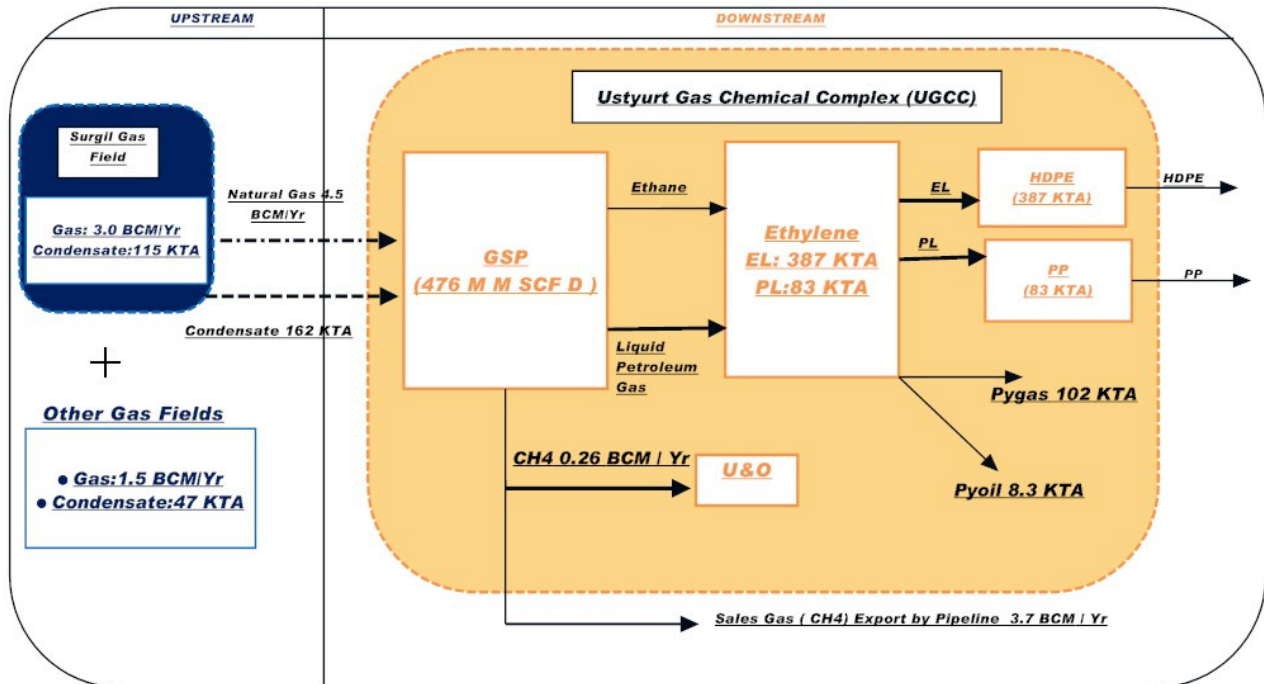 UPSTREAM
DOWNSTREAM
Ustyurt Gas Chemical Complex (UGCC)
Surgil Gas
Field
Gas: 3.0 BCM/Yr
Condensate:115 KTA
Natural Gas 4.5
BCM/Yr
Condensate 162 KTA
+
Other Gas Fields
● Gas:1.5 BCM/Yr
● Condensate:47 KTA
GSP
(476 M M SCF D )
Ethane
Liquid
Petroleum
Gas
Ethylene
EL: 387 KTA
PL:83 KTA
EL
PL
HDPE
(387 KTA)
HDPE
PP
(83 KTA)
PP
Pygas 102 KTA
Pyoil 8.3 KTA
CH4 0.26 BCM / Yr
U&O
Sales Gas ( CH4) Export by Pipeline 3.7 BCM / Yr